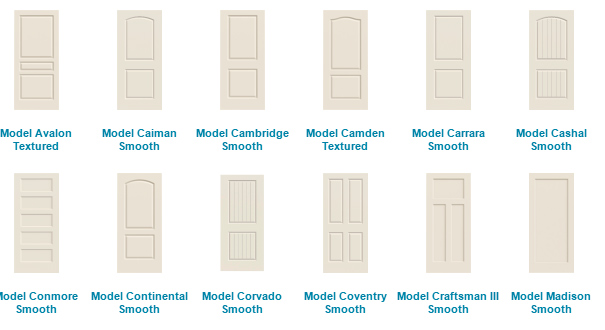 Model Avalon
Textured
Model Caiman
Smooth
Model Cambridge
Smooth
Model Camden
Textured
Model Carrara
Smooth
Model Cashal
Smooth
Model Conmore
Smooth
Model Continental
Smooth
Model Corvado
Smooth
Model Coventry
Smooth
Model Craftsman III
Smooth
Model Madison
Smooth